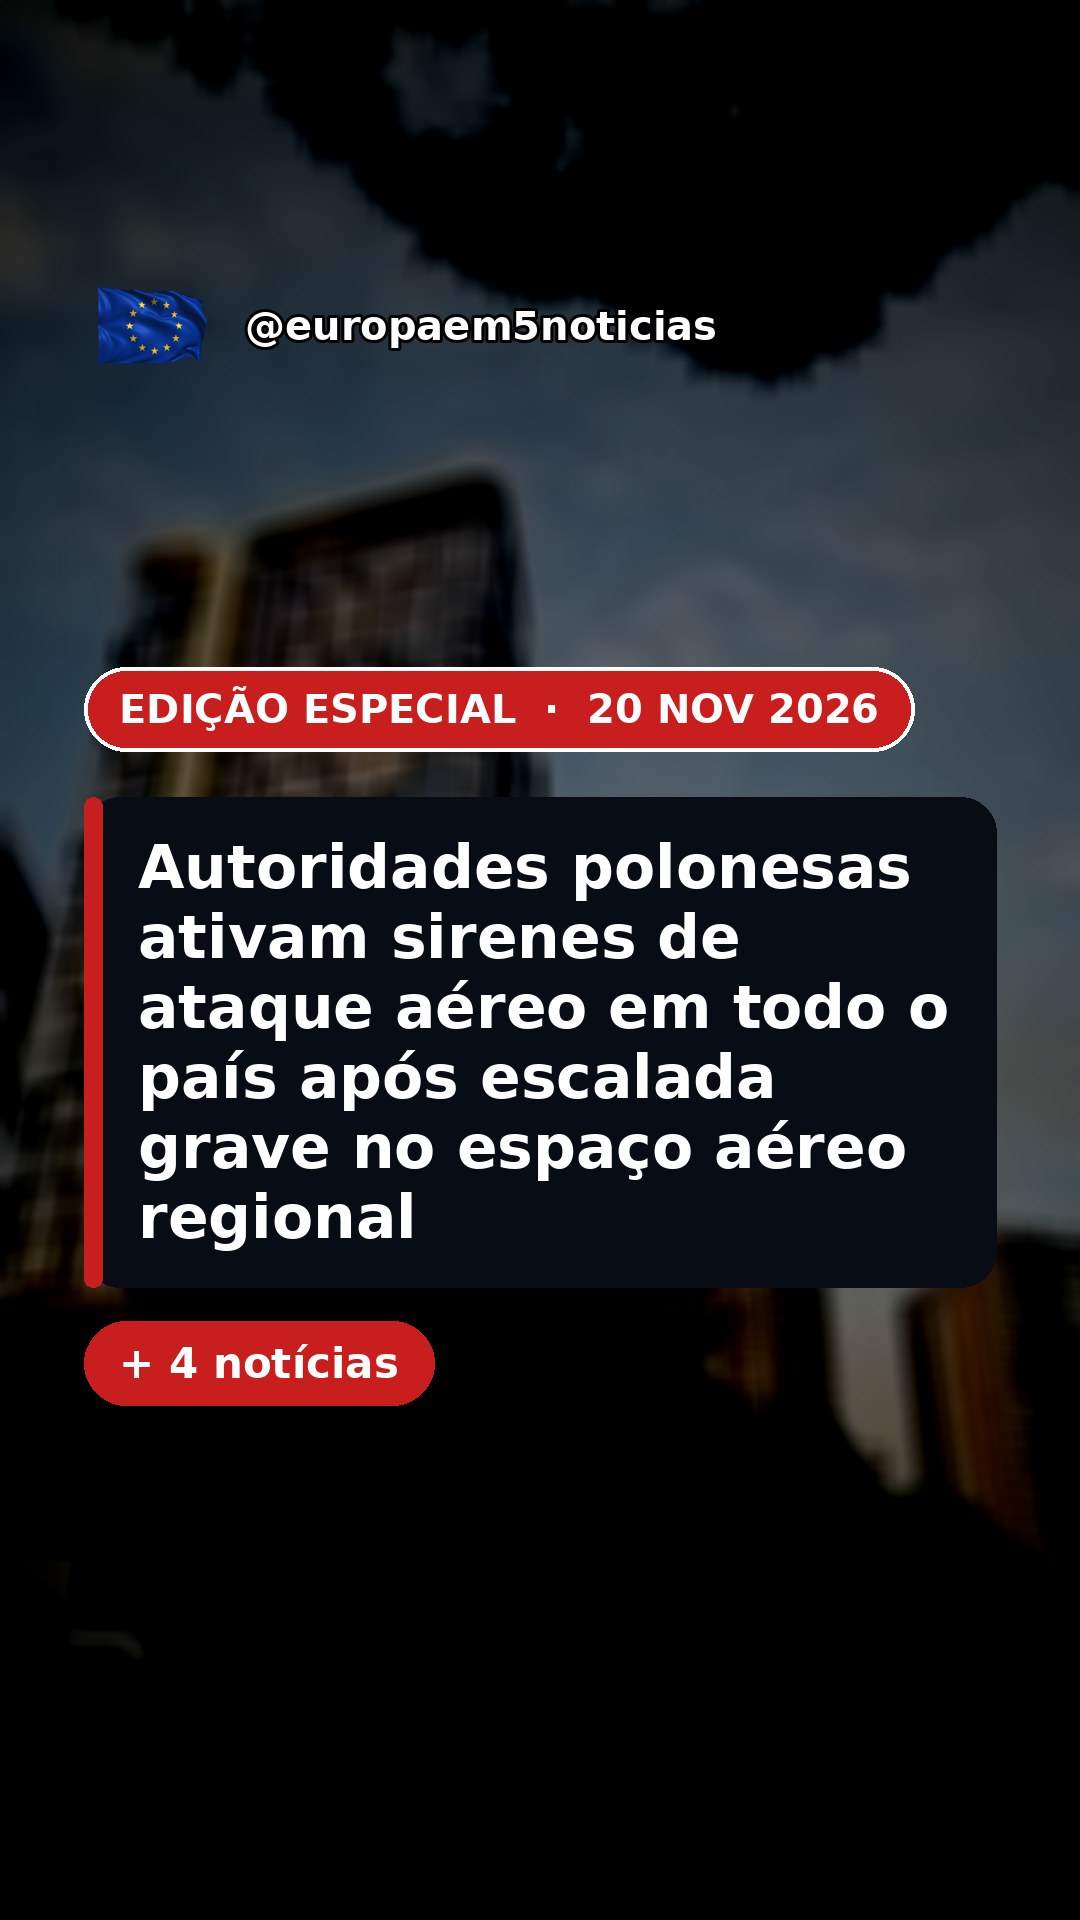 @europaem5noticias
EDIÇÃO ESPECIAL · 20 NOV 2026
Autoridades polonesas
ativam sirenes de
ataque aéreo em todo o
país após escalada
grave no espaço aéreo
regional
+ 4 notícias